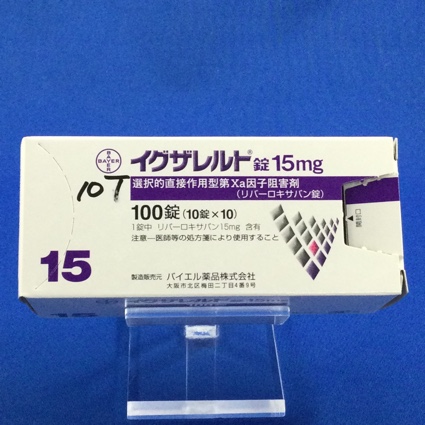 BAYER
BAYER
イグザレルト®錠15mg
選択的直接作用型第Xa因子阻害剤
(リバーロキサバン錠)
10T
100錠(10錠×10)
1錠中 リバーロキサバン15mg 含有
注意―医師等の処方箋により使用すること
開封口
15
製造販売元 バイエル薬品株式会社
大阪市北区梅田二丁目4番9号